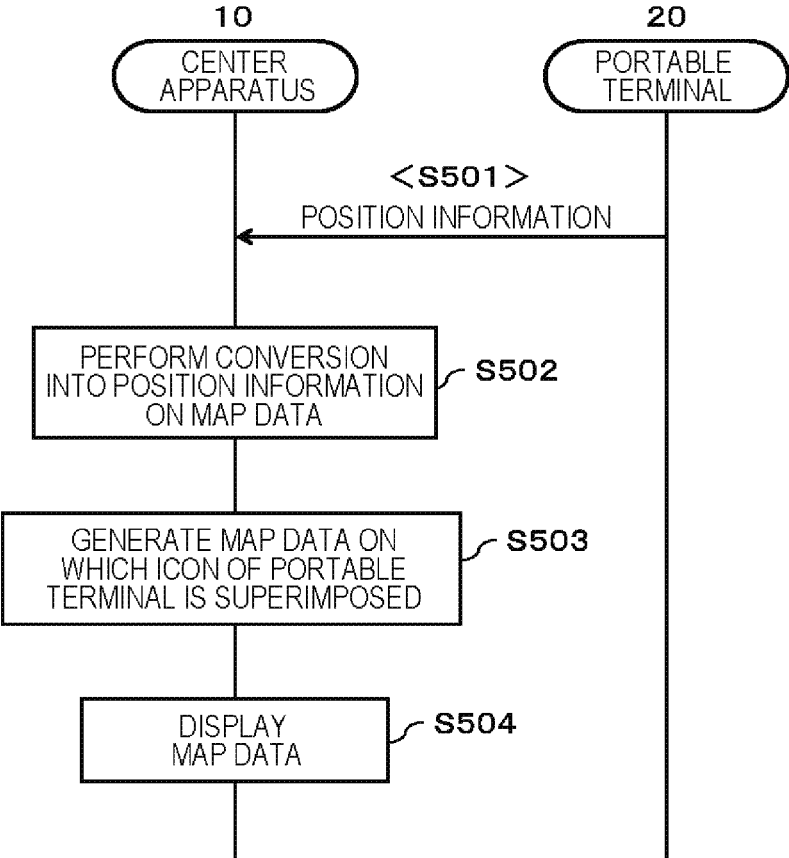 10
20
CENTER
APPARATUS
PORTABLE
TERMINAL
<S501>
POSITION INFORMATION
PERFORM CONVERSION
INTO POSITION INFORMATION
ON MAP DATA
S502
GENERATE MAP DATA ON
WHICH ICON OF PORTABLE
TERMINAL IS SUPERIMPOSED
S503
DISPLAY
MAP DATA
S504